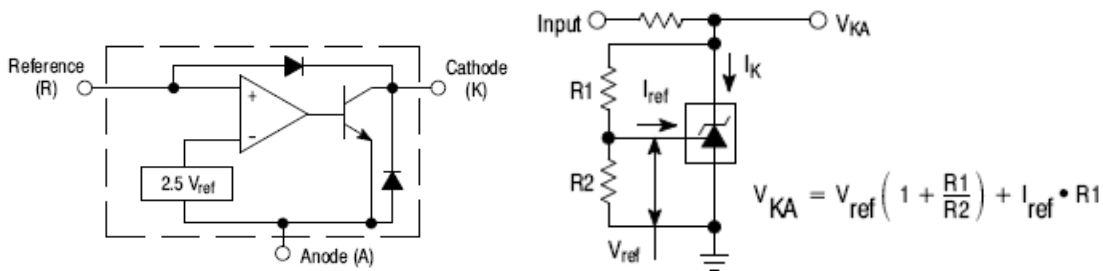 Reference
(R)
+
−
2.5 Vref
Cathode
(K)
Anode (A)
Input
VKA
IK
R1
Iref
R2
Vref
VKA = Vref ( 1 + R1/R2 ) + Iref • R1